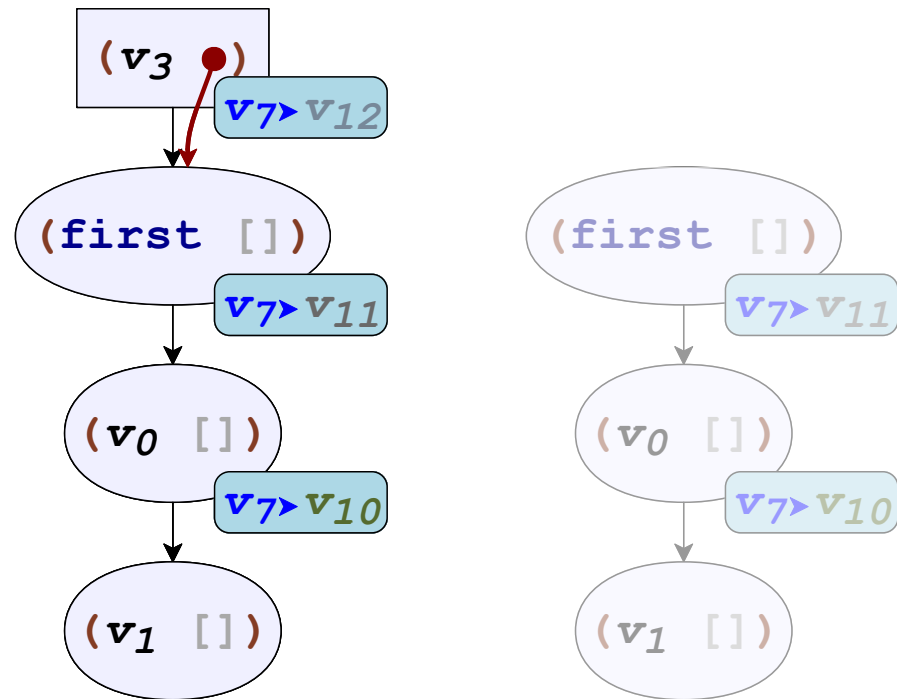 (v3 )
v7➤v12
(first [])
(first [])
v7➤v11
v7➤v11
(v0 [])
(v0 [])
v7➤v10
v7➤v10
(v1 [])
(v1 [])